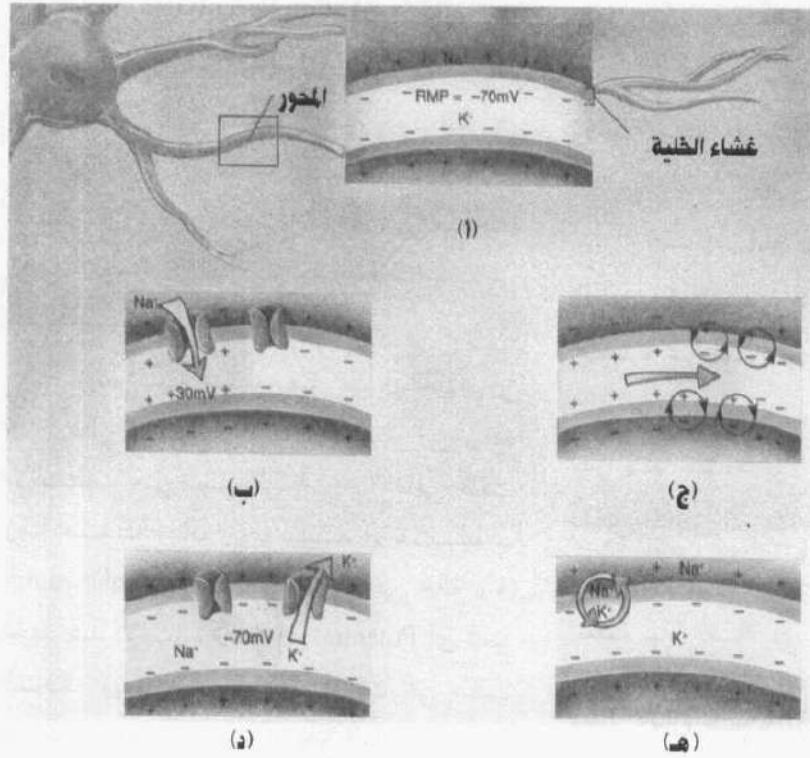 Na⁺
المحور
RMP = -70mV
K⁺
غشاء الخلية
(أ)
Na⁺
+30mV
(ب)
(ج)
K⁺
-70mV
Na⁺
K⁺
(د)
Na⁺
Na⁺
K⁺
K⁺
(هـ)